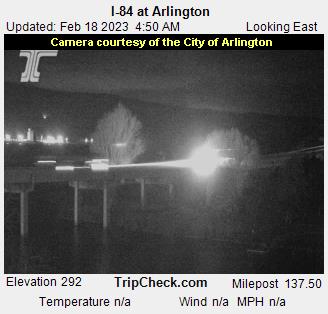 I-84 at Arlington
Updated: Feb 18 2023 4:50 AM Looking East
Camera courtesy of the City of Arlington
Elevation 292 TripCheck.com Milepost 137.50
Temperature n/a Wind n/a MPH n/a